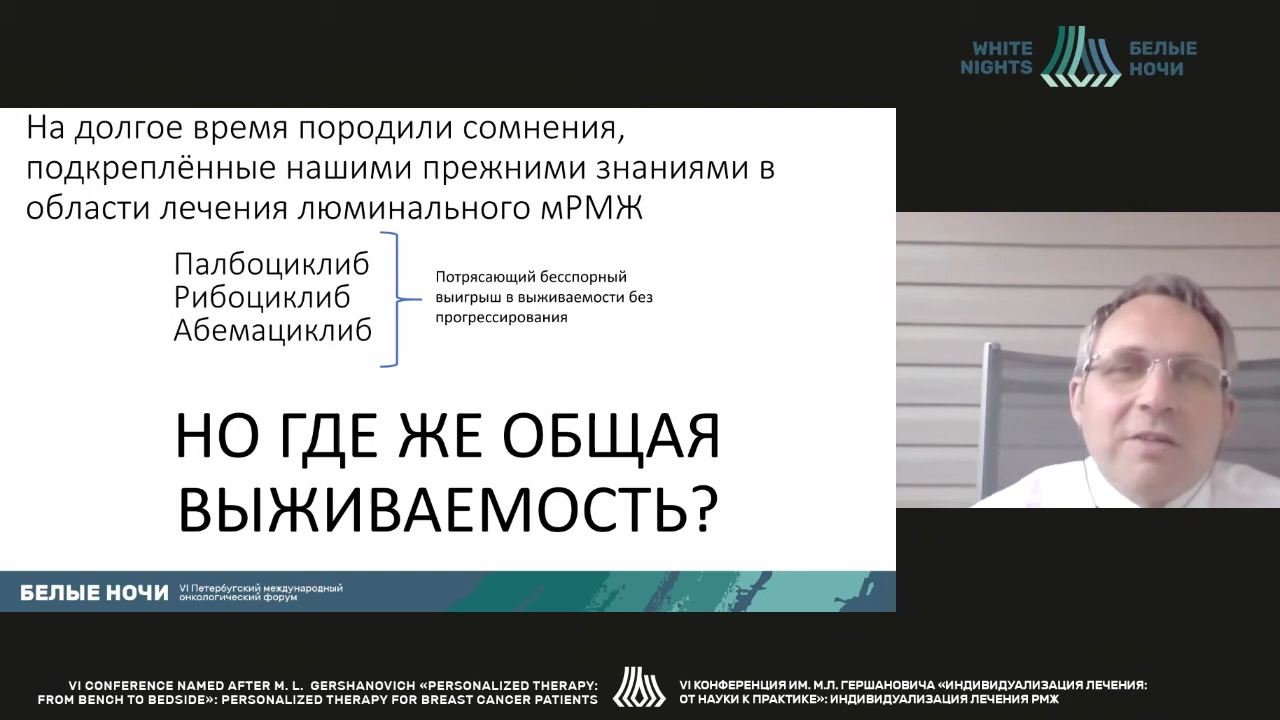 WHITE
NIGHTS
БЕЛЫЕ
НОЧИ
На долгое время породили сомнения,
подкреплённые нашими прежними знаниями в
области лечения люминального мРМЖ
Палбоциклиб
Рибоциклиб
Абемациклиб
Потрясающий бесспорный
выигрыш в выживаемости без
прогрессирования
НО ГДЕ ЖЕ ОБЩАЯ
ВЫЖИВАЕМОСТЬ?
БЕЛЫЕ НОЧИ
VI Петербугский международный
онкологический форум
VI CONFERENCE NAMED AFTER M. L. GERSHANOVICH «PERSONALIZED THERAPY:
FROM BENCH TO BEDSIDE»: PERSONALIZED THERAPY FOR BREAST CANCER PATIENTS
VI КОНФЕРЕНЦИЯ ИМ. М.Л. ГЕРШАНОВИЧА «ИНДИВИДУАЛИЗАЦИЯ ЛЕЧЕНИЯ:
ОТ НАУКИ К ПРАКТИКЕ»: ИНДИВИДУАЛИЗАЦИЯ ЛЕЧЕНИЯ РМЖ